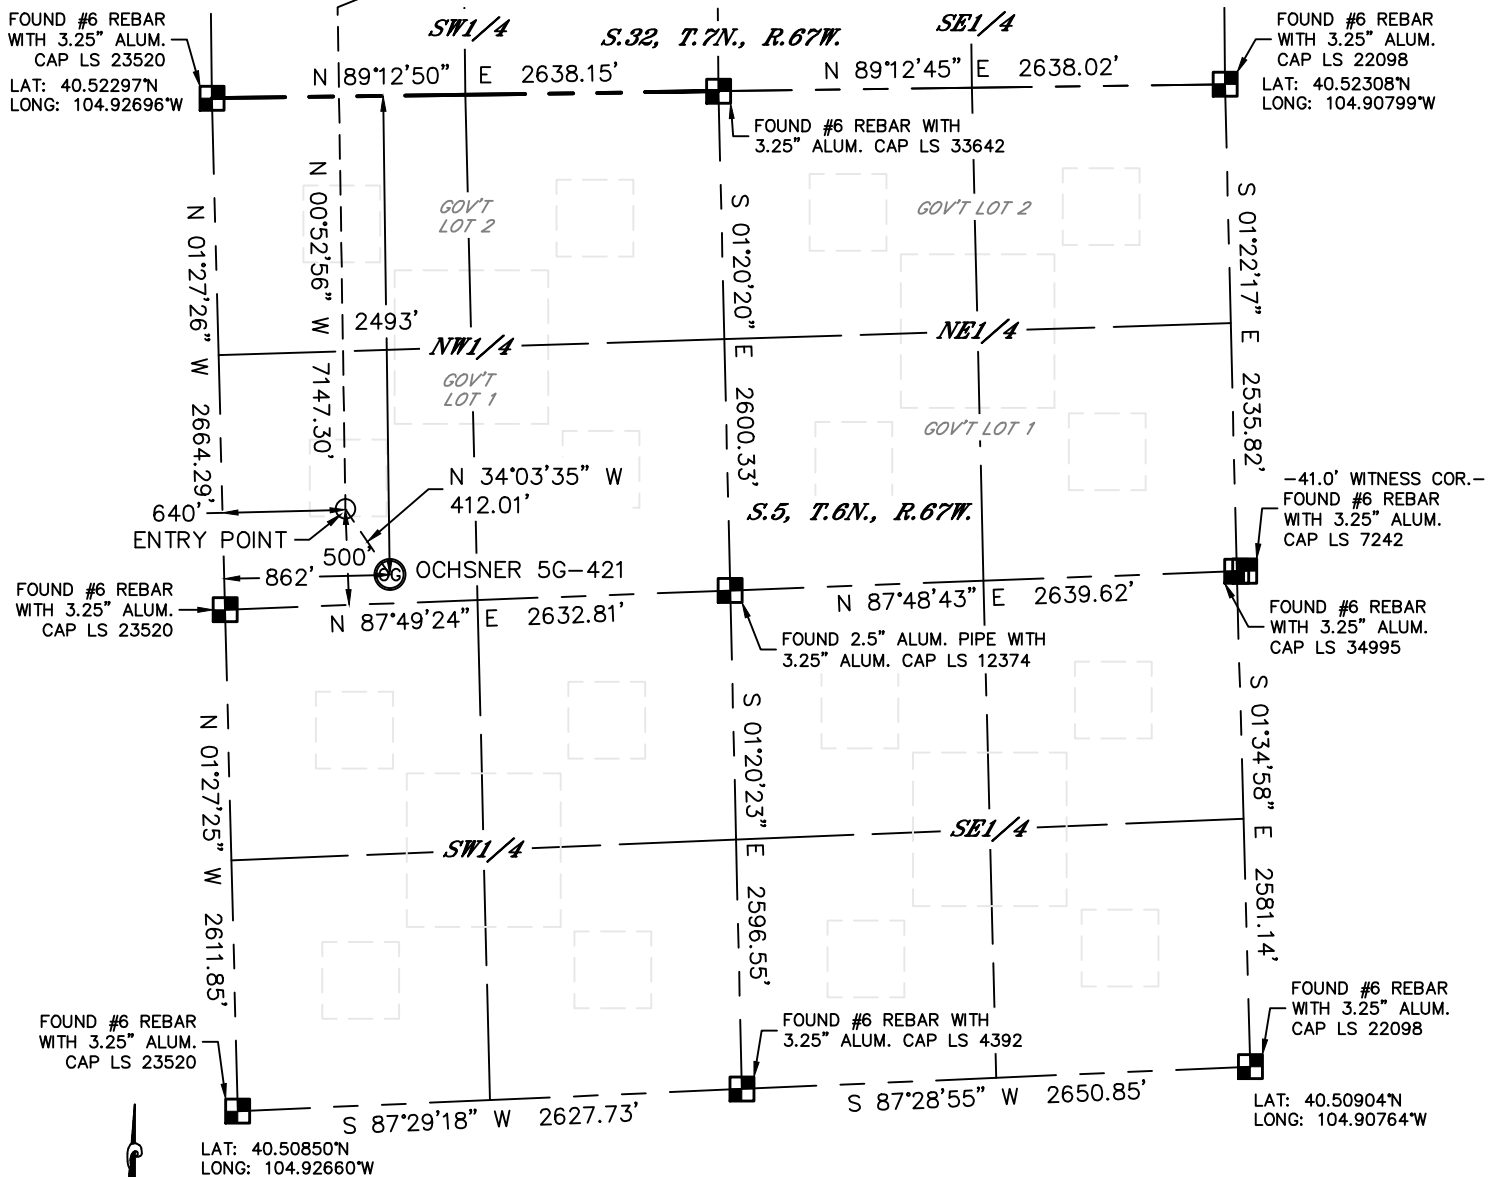 FOUND #6 REBAR
WITH 3.25" ALUM.
CAP LS 23520
LAT: 40.52297°N
LONG: 104.92696°W
SW1/4
S.32, T.7N., R.67W.
SE1/4
FOUND #6 REBAR
WITH 3.25" ALUM.
CAP LS 22098
LAT: 40.52308°N
LONG: 104.90799°W
N 89°12'50" E 2638.15'
N 89°12'45" E 2638.02'
FOUND #6 REBAR WITH
3.25" ALUM. CAP LS 33642
N 01°27'26" W 2664.29'
N 00°52'56" W 7147.30'
2493'
GOV'T
LOT 2
S 01°20'20" E 2600.33'
GOV'T LOT 2
S 01°22'17" E 2535.82'
NW1/4
NE1/4
GOV'T
LOT 1
GOV'T LOT 1
N 34°03'35" W
412.01'
S.5, T.6N., R.67W.
-41.0' WITNESS COR.-
FOUND #6 REBAR
WITH 3.25" ALUM.
CAP LS 7242
640'
ENTRY POINT
500'
862'
OG
OCHSNER 5G-421
FOUND #6 REBAR
WITH 3.25" ALUM.
CAP LS 23520
N 87°49'24" E 2632.81'
N 87°48'43" E 2639.62'
FOUND #6 REBAR
WITH 3.25" ALUM.
CAP LS 34995
FOUND 2.5" ALUM. PIPE WITH
3.25" ALUM. CAP LS 12374
N 01°27'25" W 2611.85'
S 01°20'23" E 2596.55'
S 01°34'58" E 2581.14'
SW1/4
SE1/4
FOUND #6 REBAR
WITH 3.25" ALUM.
CAP LS 23520
FOUND #6 REBAR WITH
3.25" ALUM. CAP LS 4392
FOUND #6 REBAR
WITH 3.25" ALUM.
CAP LS 22098
S 87°29'18" W 2627.73'
S 87°28'55" W 2650.85'
LAT: 40.50904°N
LONG: 104.90764°W
LAT: 40.50850°N
LONG: 104.92660°W